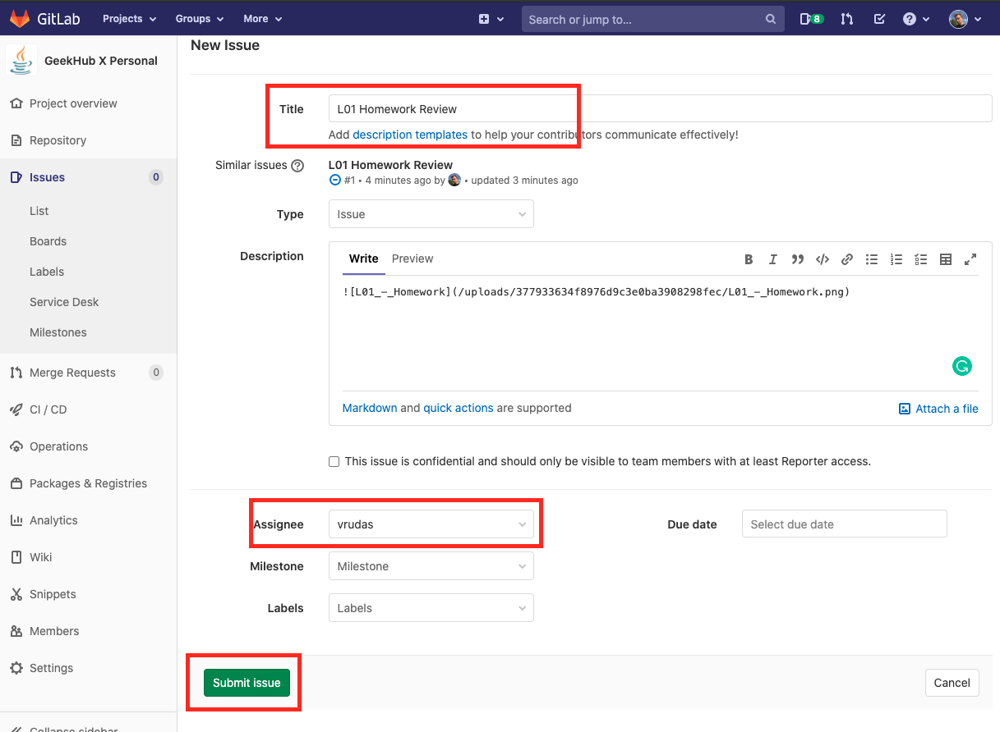 GitLab Projects Groups More Search or jump to... 8
GeekHub X Personal
Project overview
Repository
Issues 0
List
Boards
Labels
Service Desk
Milestones
Merge Requests 0
CI / CD
Operations
Packages & Registries
Analytics
Wiki
Snippets
Members
Settings
Collapse sidebar
New Issue
Title L01 Homework Review
Add description templates to help your contributors communicate effectively!
Similar issues L01 Homework Review
#1 • 4 minutes ago by • updated 3 minutes ago
Type Issue
Description Write Preview
![L01_–_Homework](/uploads/377933634f8976d9c3e0ba3908298fec/L01_–_Homework.png)
Markdown and quick actions are supported Attach a file
This issue is confidential and should only be visible to team members with at least Reporter access.
Assignee vrudas Due date Select due date
Milestone Milestone
Labels Labels
Submit issue Cancel